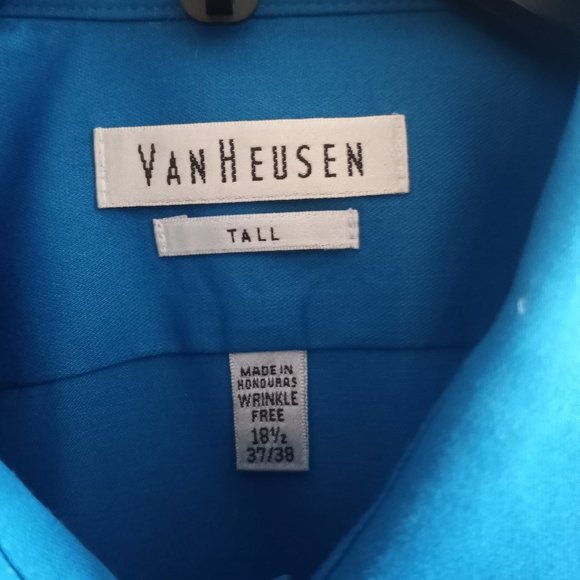 VANHEUSEN
TALL
MADE IN
HONDURAS
WRINKLE
FREE
18½
37/38